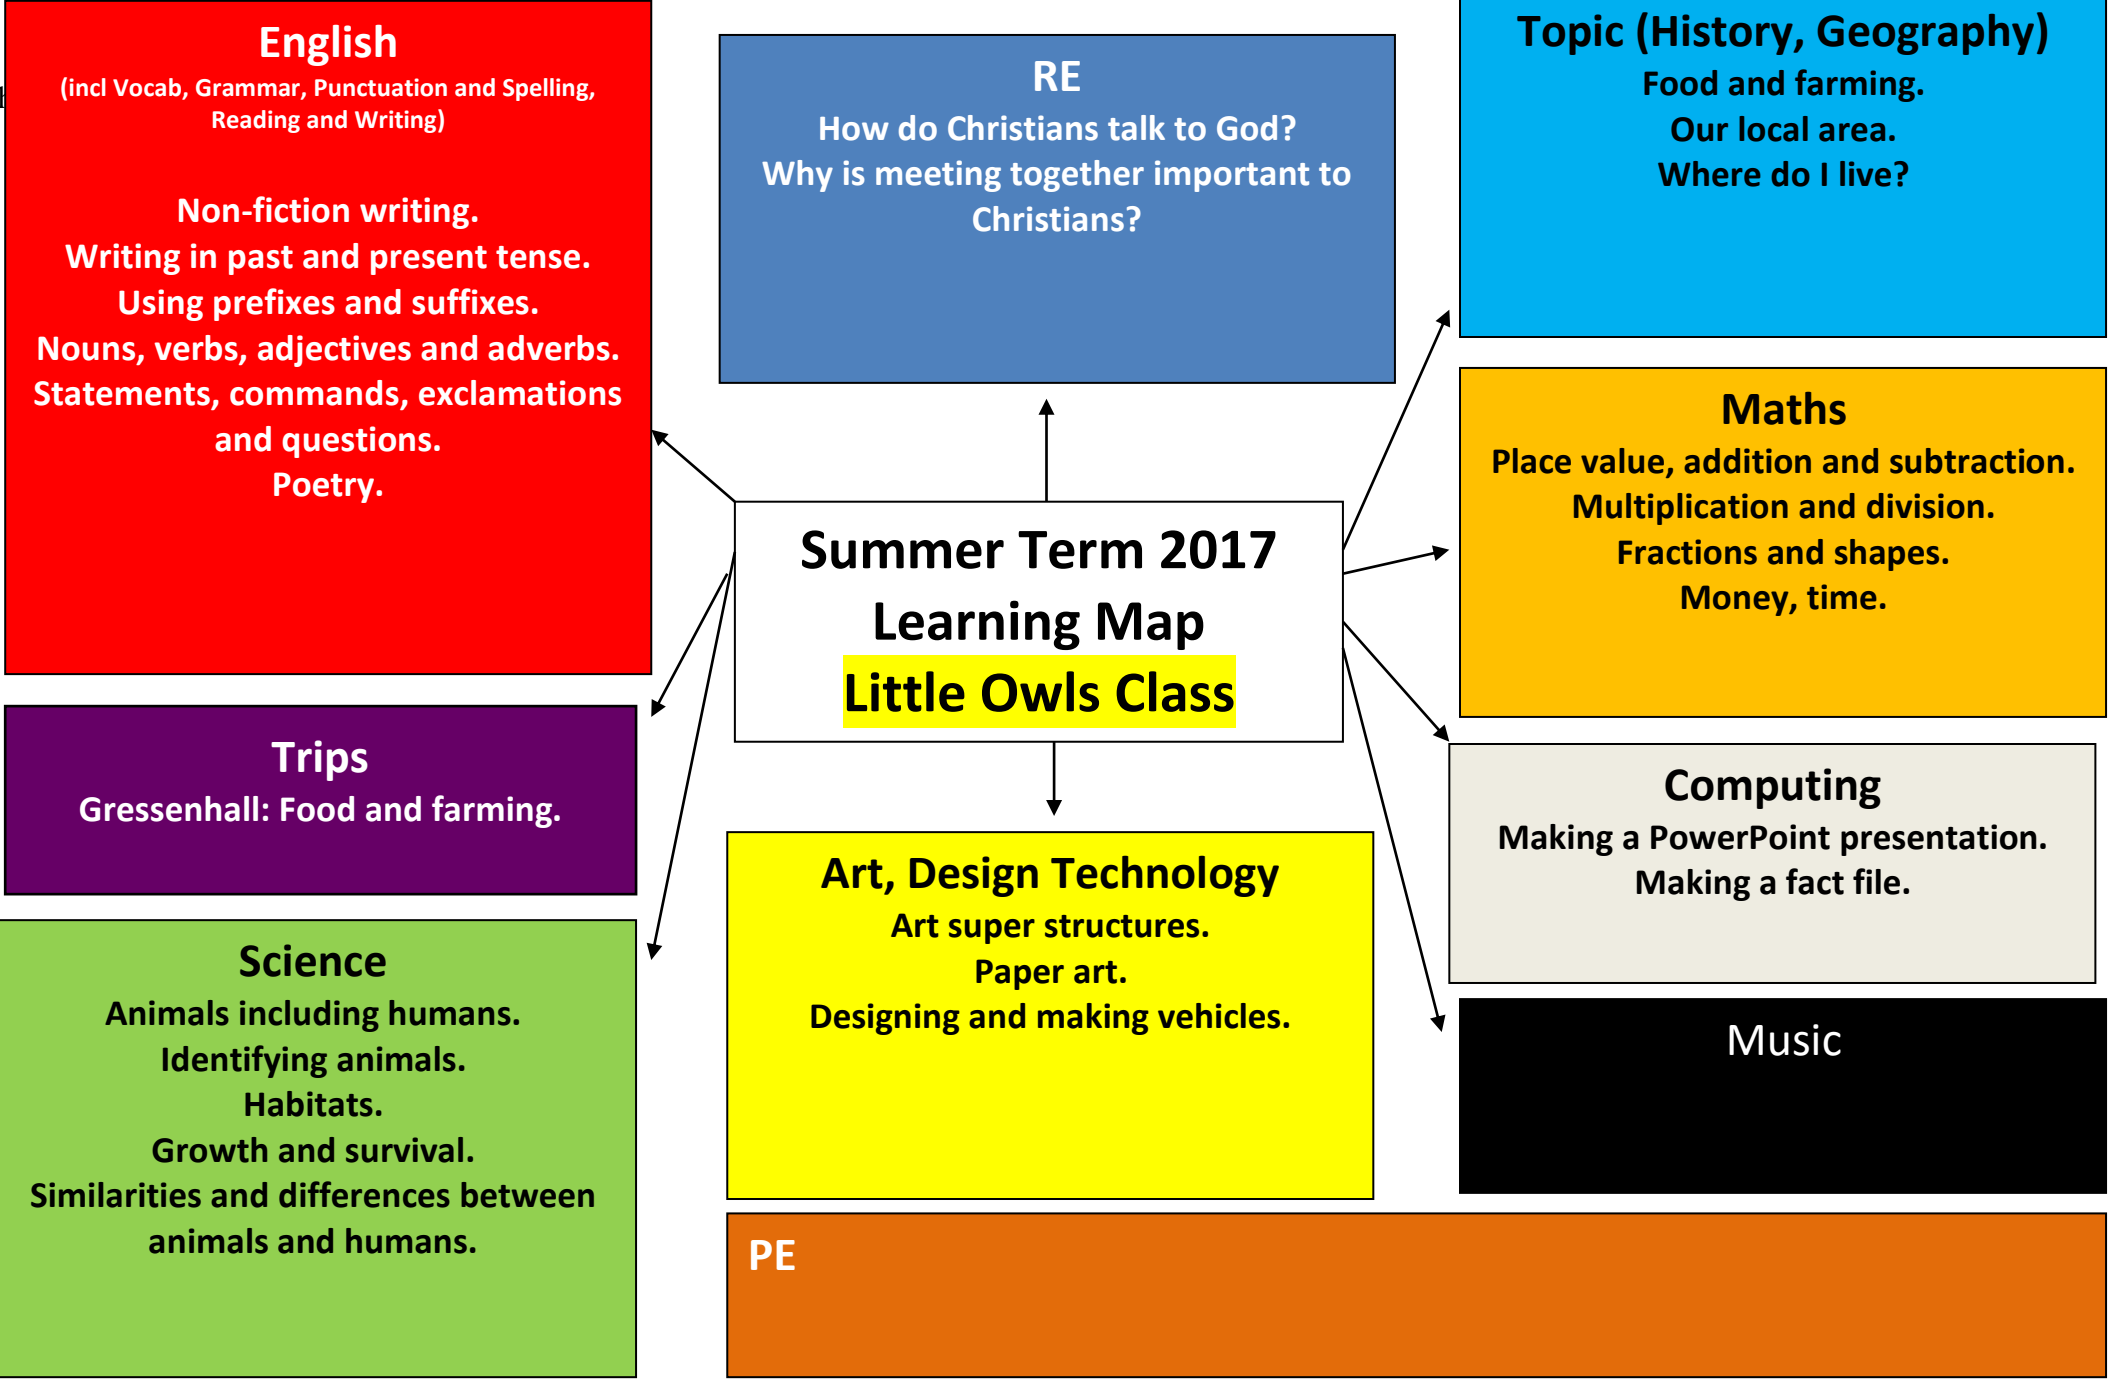 English
(incl Vocab, Grammar, Punctuation and Spelling,
Reading and Writing)
Non-fiction writing.
Writing in past and present tense.
Using prefixes and suffixes.
Nouns, verbs, adjectives and adverbs.
Statements, commands, exclamations
and questions.
Poetry.
RE
How do Christians talk to God?
Why is meeting together important to
Christians?
Topic (History, Geography)
Food and farming.
Our local area.
Where do I live?
Maths
Place value, addition and subtraction.
Multiplication and division.
Fractions and shapes.
Money, time.
Summer Term 2017
Learning Map
Little Owls Class
Trips
Gressenhall: Food and farming.
Computing
Making a PowerPoint presentation.
Making a fact file.
Art, Design Technology
Art super structures.
Paper art.
Designing and making vehicles.
Science
Animals including humans.
Identifying animals.
Habitats.
Growth and survival.
Similarities and differences between
animals and humans.
Music
PE